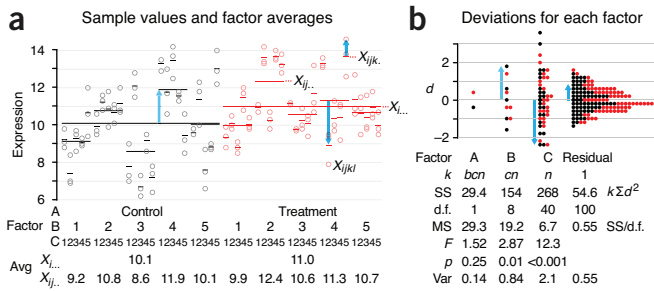 a Sample values and factor averages
14
12
10
8
6
Expression
X_ijk.
X_ij..
X_i...
X_ijkl
A Control Treatment
Factor B 1 2 3 4 5 1 2 3 4 5
C 12345 12345 12345 12345 12345 12345 12345 12345 12345 12345
Avg
X_i... 10.1 11.0
X_ij.. 9.2 10.8 8.6 11.9 10.1 9.9 12.4 10.6 11.3 10.7
b Deviations for each factor
2
0
−2
d
Factor A B C Residual
k bcn cn n 1
SS 29.4 154 268 54.6 kΣd²
d.f. 1 8 40 100
MS 29.3 19.2 6.7 0.55 SS/d.f.
F 1.52 2.87 12.3
p 0.25 0.01 <0.001
Var 0.14 0.84 2.1 0.55